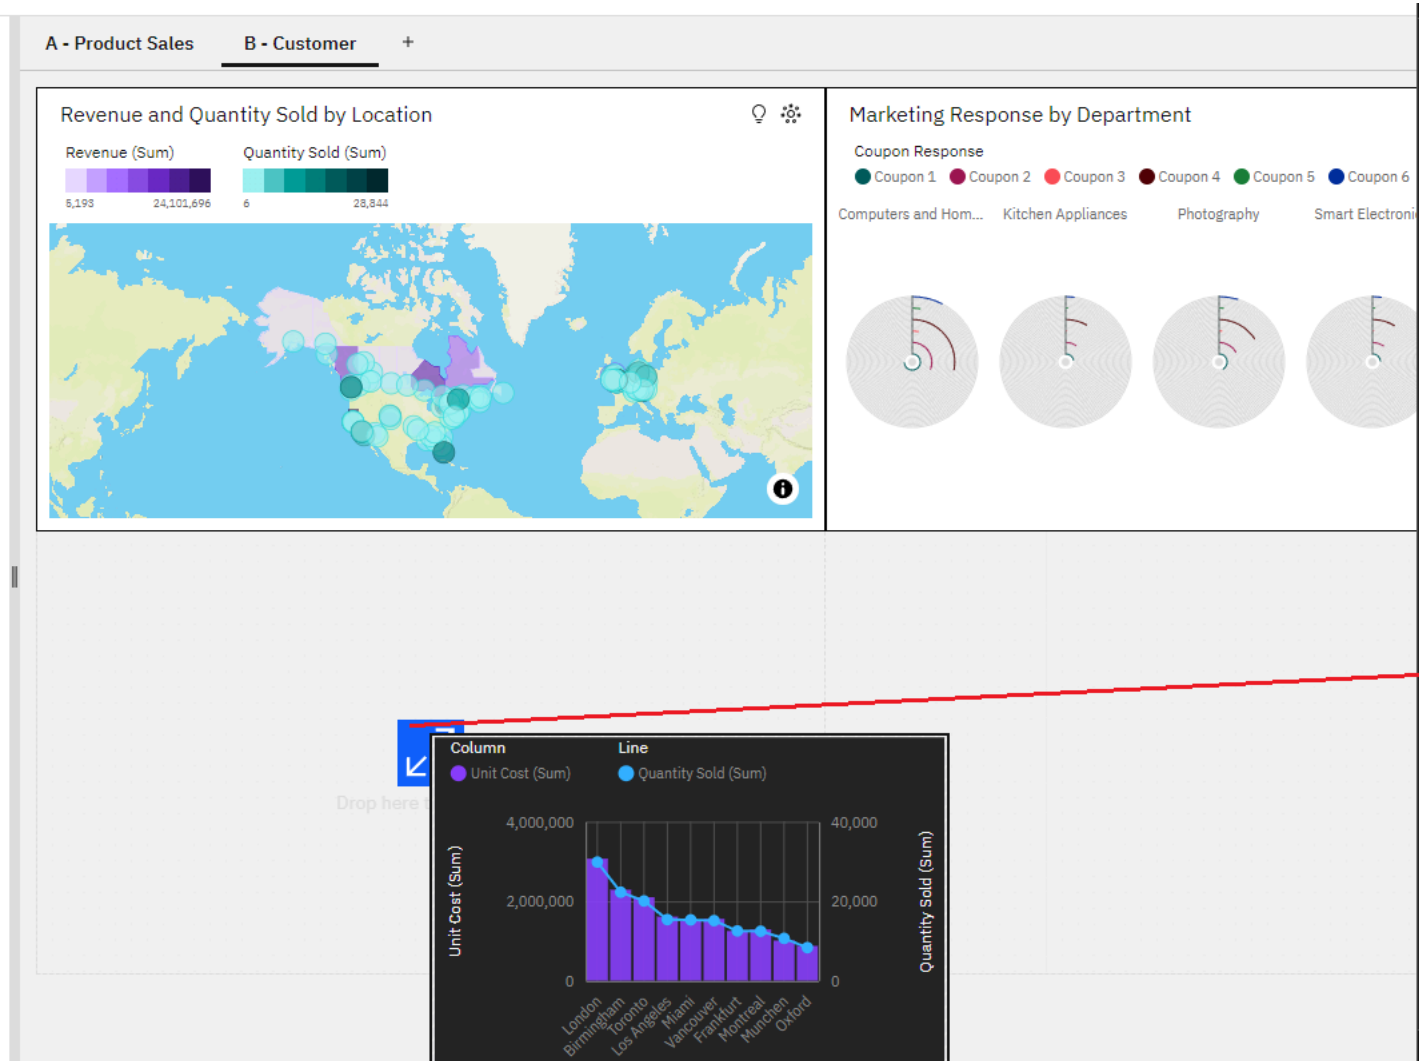 A - Product Sales
B - Customer
+
Revenue and Quantity Sold by Location
Revenue (Sum)
Quantity Sold (Sum)
5,193
24,101,696
6
28,844
Marketing Response by Department
Coupon Response
Coupon 1
Coupon 2
Coupon 3
Coupon 4
Coupon 5
Coupon 6
Computers and Hom...
Kitchen Appliances
Photography
Smart Electroni
Drop here
Column
Line
Unit Cost (Sum)
Quantity Sold (Sum)
4,000,000
40,000
2,000,000
20,000
0
0
Unit Cost (Sum)
Quantity Sold (Sum)
London
Birmingham
Toronto
Los Angeles
Miami
Vancouver
Frankfurt
Montreal
Munchen
Oxford